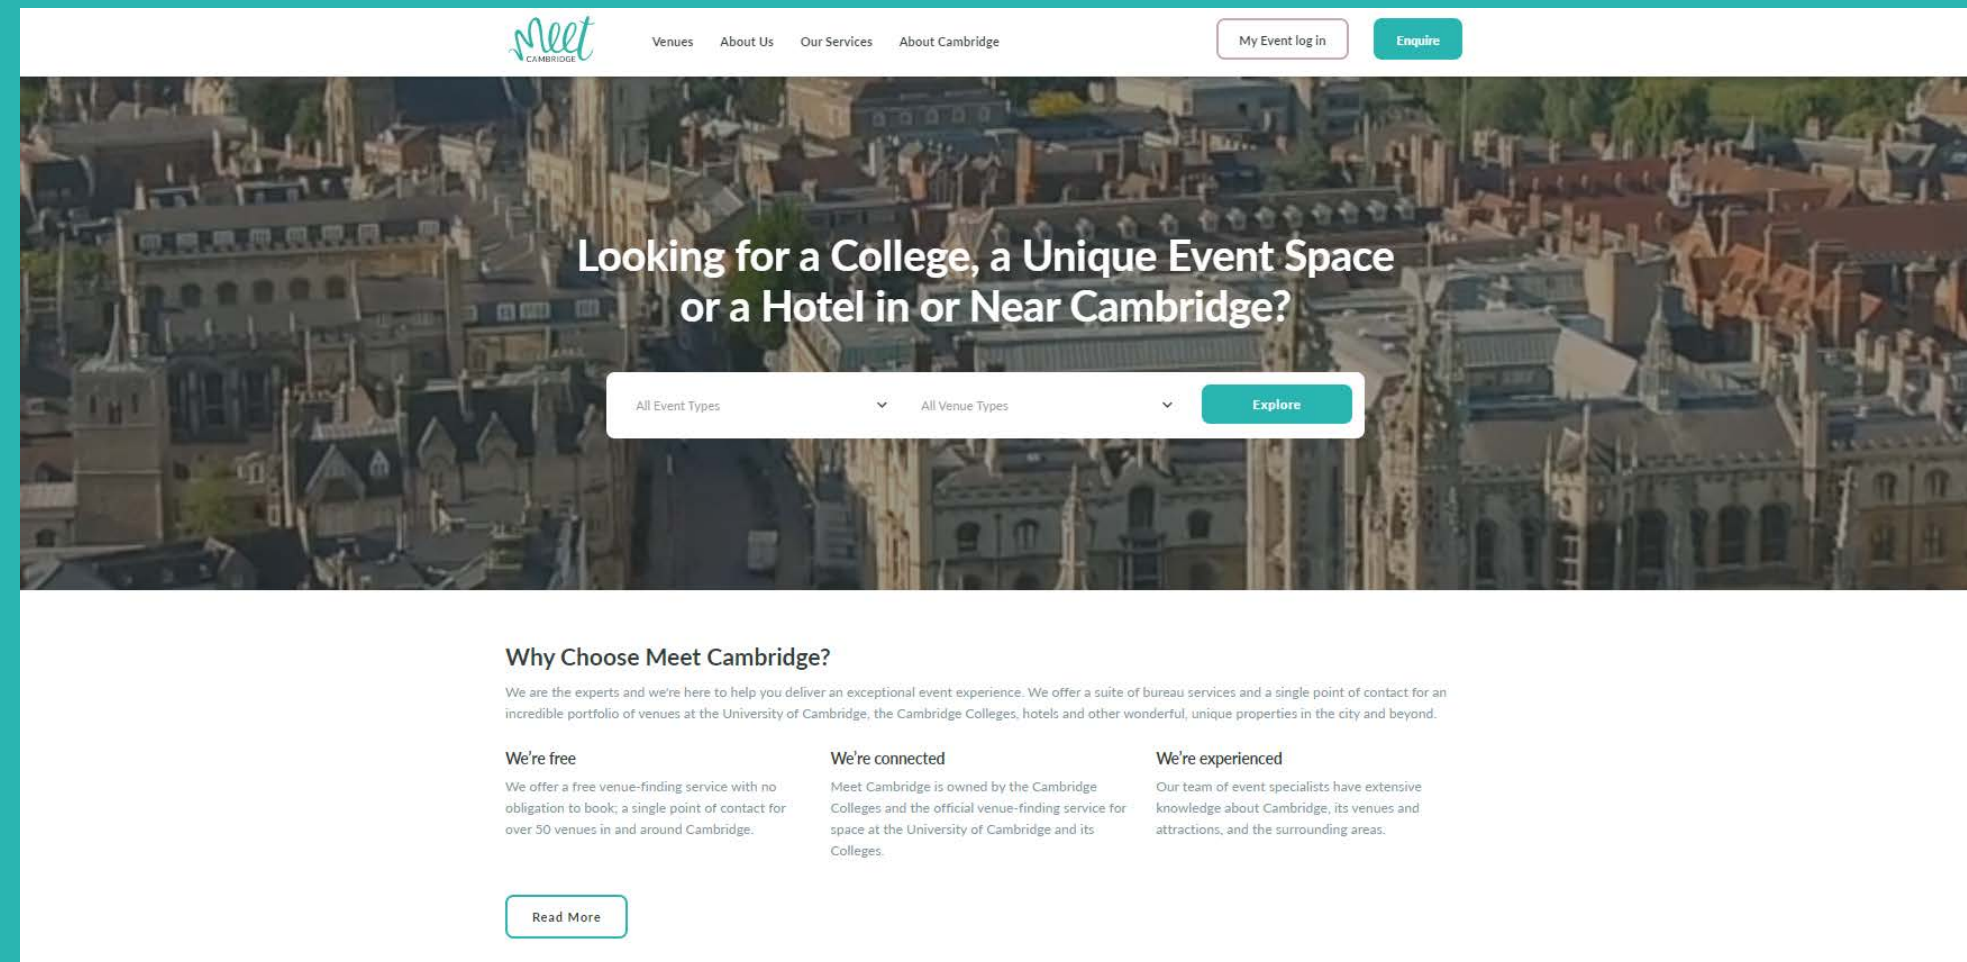 Meet
CAMBRIDGE
Venues About Us Our Services About Cambridge My Event log in Enquire
Looking for a College, a Unique Event Space
or a Hotel in or Near Cambridge?
All Event Types All Venue Types Explore
Why Choose Meet Cambridge?
We are the experts and we're here to help you deliver an exceptional event experience. We offer a suite of bureau services and a single point of contact for an
incredible portfolio of venues at the University of Cambridge, the Cambridge Colleges, hotels and other wonderful, unique properties in the city and beyond.
We're free
We offer a free venue-finding service with no
obligation to book; a single point of contact for
over 50 venues in and around Cambridge.
We're connected
Meet Cambridge is owned by the Cambridge
Colleges and the official venue-finding service for
space at the University of Cambridge and its
Colleges.
We're experienced
Our team of event specialists have extensive
knowledge about Cambridge, its venues and
attractions, and the surrounding areas.
Read More